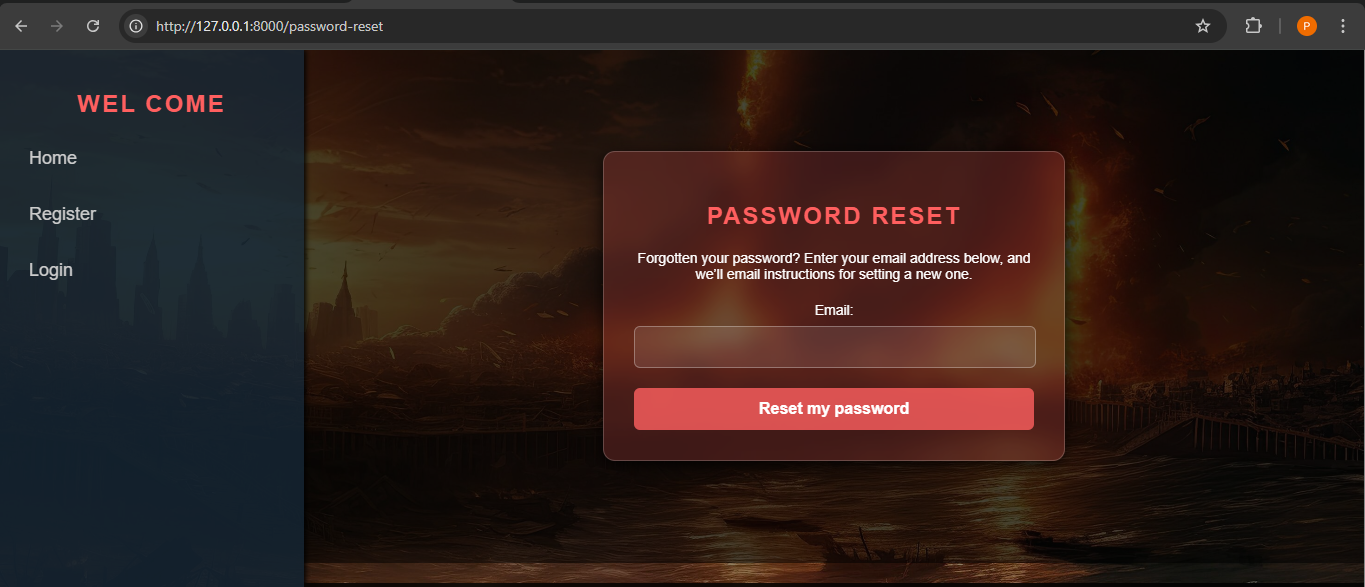 http://127.0.0.1:8000/password-reset
P
WEL COME
Home
Register
Login
PASSWORD RESET
Forgotten your password? Enter your email address below, and
we'll email instructions for setting a new one.
Email:
Reset my password